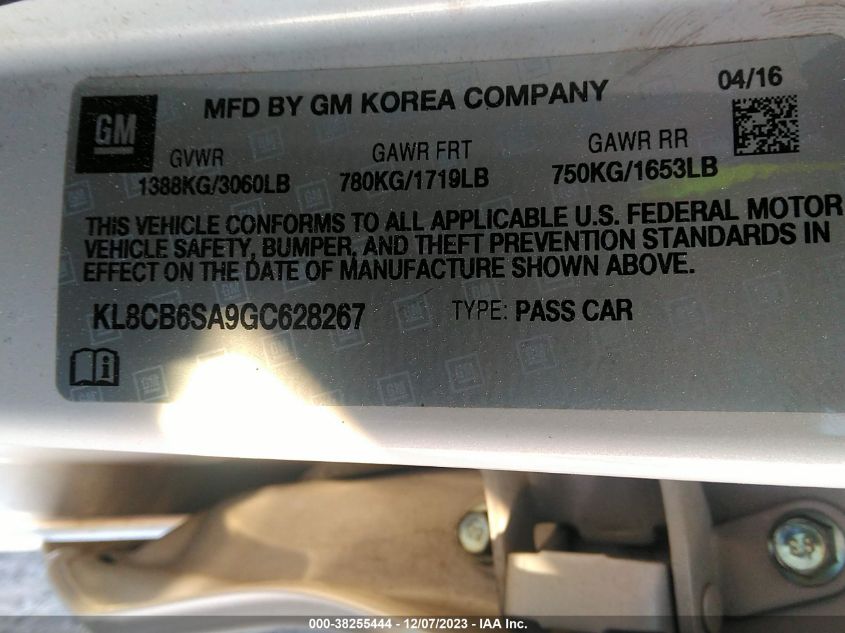 04/16
GM MFD BY GM KOREA COMPANY
GVWR GAWR FRT GAWR RR
1388KG/3060LB 780KG/1719LB 750KG/1653LB
THIS VEHICLE CONFORMS TO ALL APPLICABLE U.S. FEDERAL MOTOR
VEHICLE SAFETY, BUMPER, AND THEFT PREVENTION STANDARDS IN
EFFECT ON THE DATE OF MANUFACTURE SHOWN ABOVE.
KL8CB6SA9GC628267 TYPE: PASS CAR
000-38255444 - 12/07/2023 - IAA Inc.